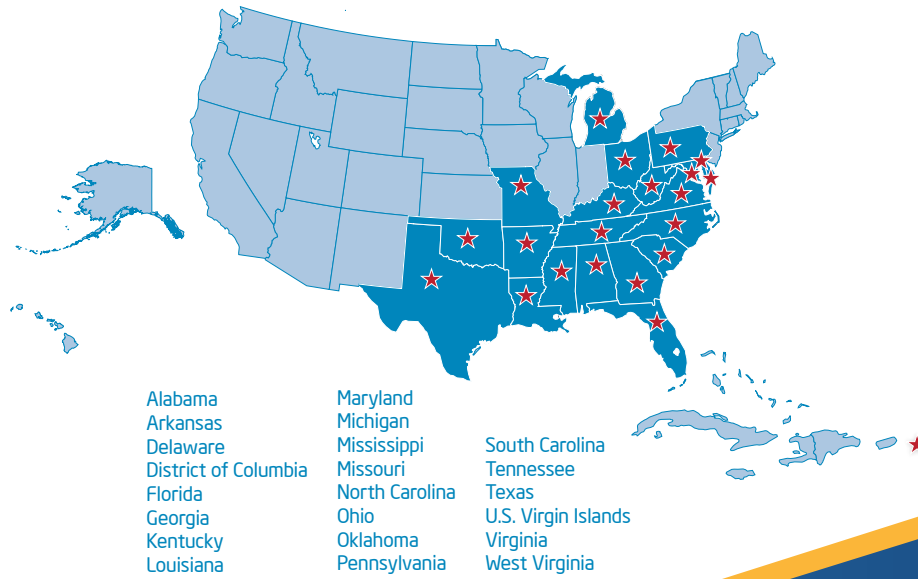 Alabama
Arkansas
Delaware
District of Columbia
Florida
Georgia
Kentucky
Louisiana
Maryland
Michigan
Mississippi
Missouri
North Carolina
Ohio
Oklahoma
Pennsylvania
South Carolina
Tennessee
Texas
U.S. Virgin Islands
Virginia
West Virginia